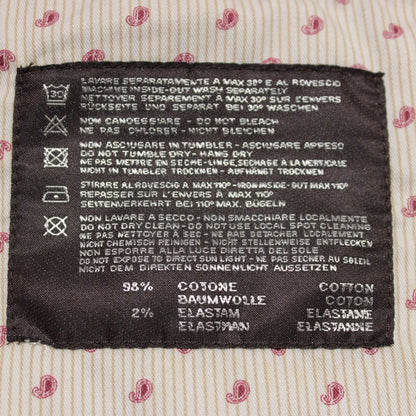 30
LAVARE SEPARATAMENTE A MAX 30° E AL ROVESCIO
MACHINE INSIDE-OUT WASH SEPARATELY
NETTOYER SEPAREMENT A MAX 30° SUR L'ENVERS
RÜCKSEITE UND SEPARAT BEI 30° WASCHEN
NON CANDEGGIARE - DO NOT BLEACH
NE PAS CHLORER - NICHT BLEICHEN
NON ASCIUGARE IN TUMBLER - ASCIUGARE APPESO
DO NOT TUMBLE DRY - HANG DRY
NE PAS METTRE EN SECHE-LINGE, SECHAGE A LA VERTICALE
NICHT IN TUMBLER TROCKNEN - AUFHÄNGT TROCKNEN
STIRARE AL ROVESCIO A MAX 110° - IRON INSIDE-OUT MAX 110°
REPASSER SUR L'ENVERS A MAX 110°
SEITENVERKEHRT BEI 110° MAX. BÜGELN
NON LAVARE A SECCO - NON SMACCHIARE LOCALMENTE
DO NOT DRY CLEAN - DO NOT USE LOCAL SPOT CLEANING
NE PAS NETTOYER A SEC - NE PAS DETACHER LOCALEMENT
NICHT CHEMISCH REINIGEN - NICHT STELLENWEISE ENTFLECKEN
NON ESPORRE ALLA LUCE DIRETTA DEL SOLE
DO NOT EXPOSE TO DIRECT SUN LIGHT - NE PAS SECHER AU SOLEIL
NICHT DEM DIREKTEN SONNENLICHT AUSSETZEN
98% COTONE COTTON
BAUMWOLLE COTON
2% ELASTAM ELASTANE
ELASTMAN ELASTANNE